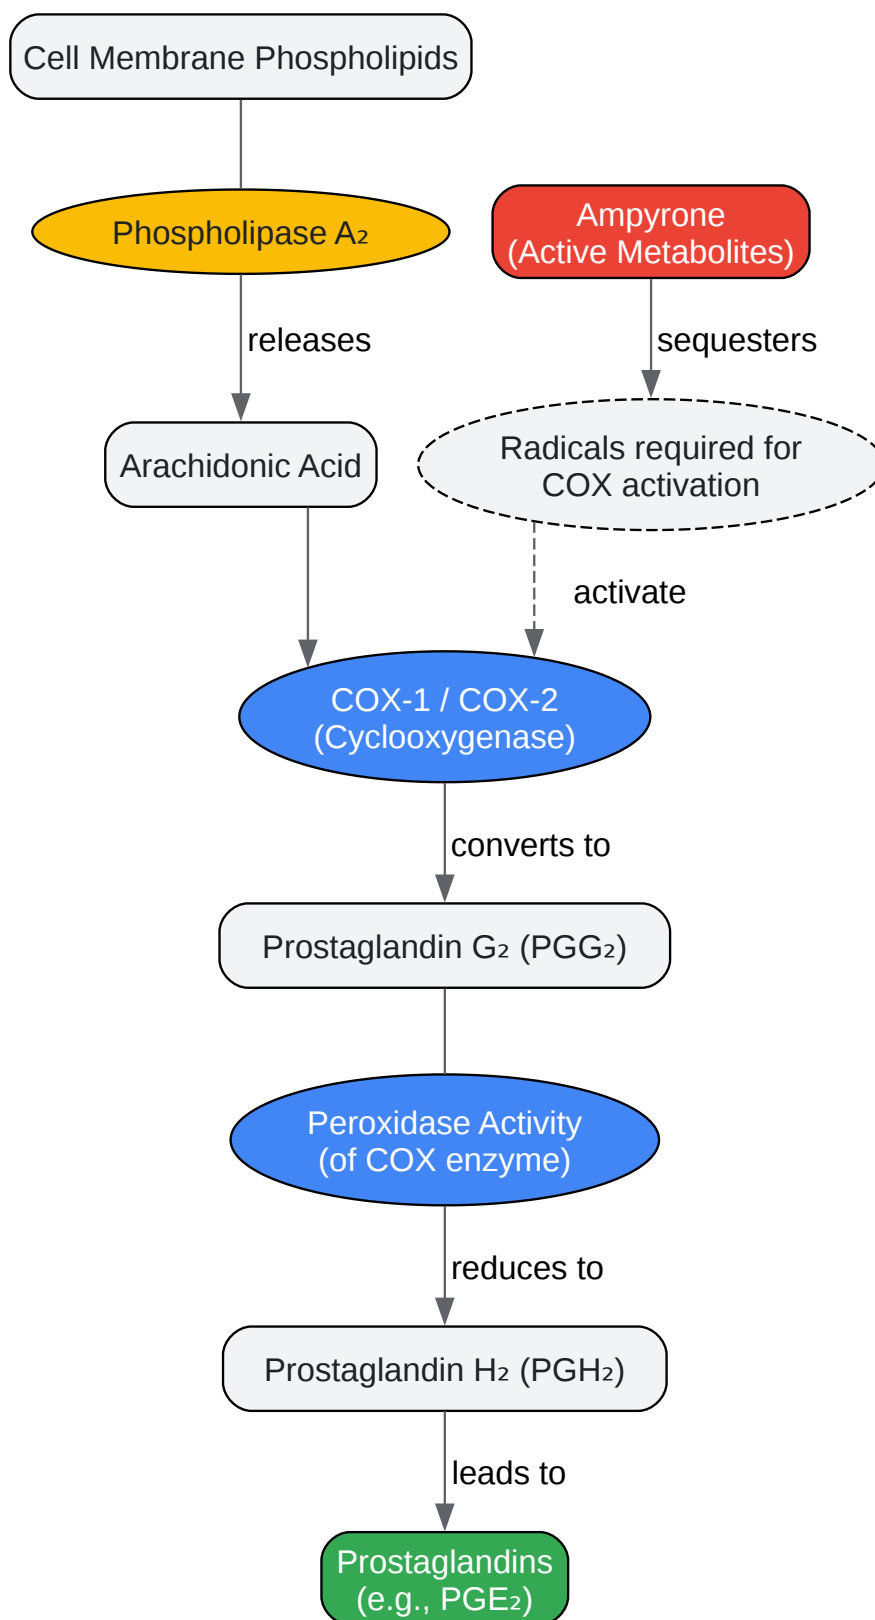 Cell Membrane Phospholipids
Phospholipase A₂
Ampyrone
(Active Metabolites)
releases
sequesters
Arachidonic Acid
Radicals required for
COX activation
activate
COX-1 / COX-2
(Cyclooxygenase)
converts to
Prostaglandin G₂ (PGG₂)
Peroxidase Activity
(of COX enzyme)
reduces to
Prostaglandin H₂ (PGH₂)
leads to
Prostaglandins
(e.g., PGE₂)